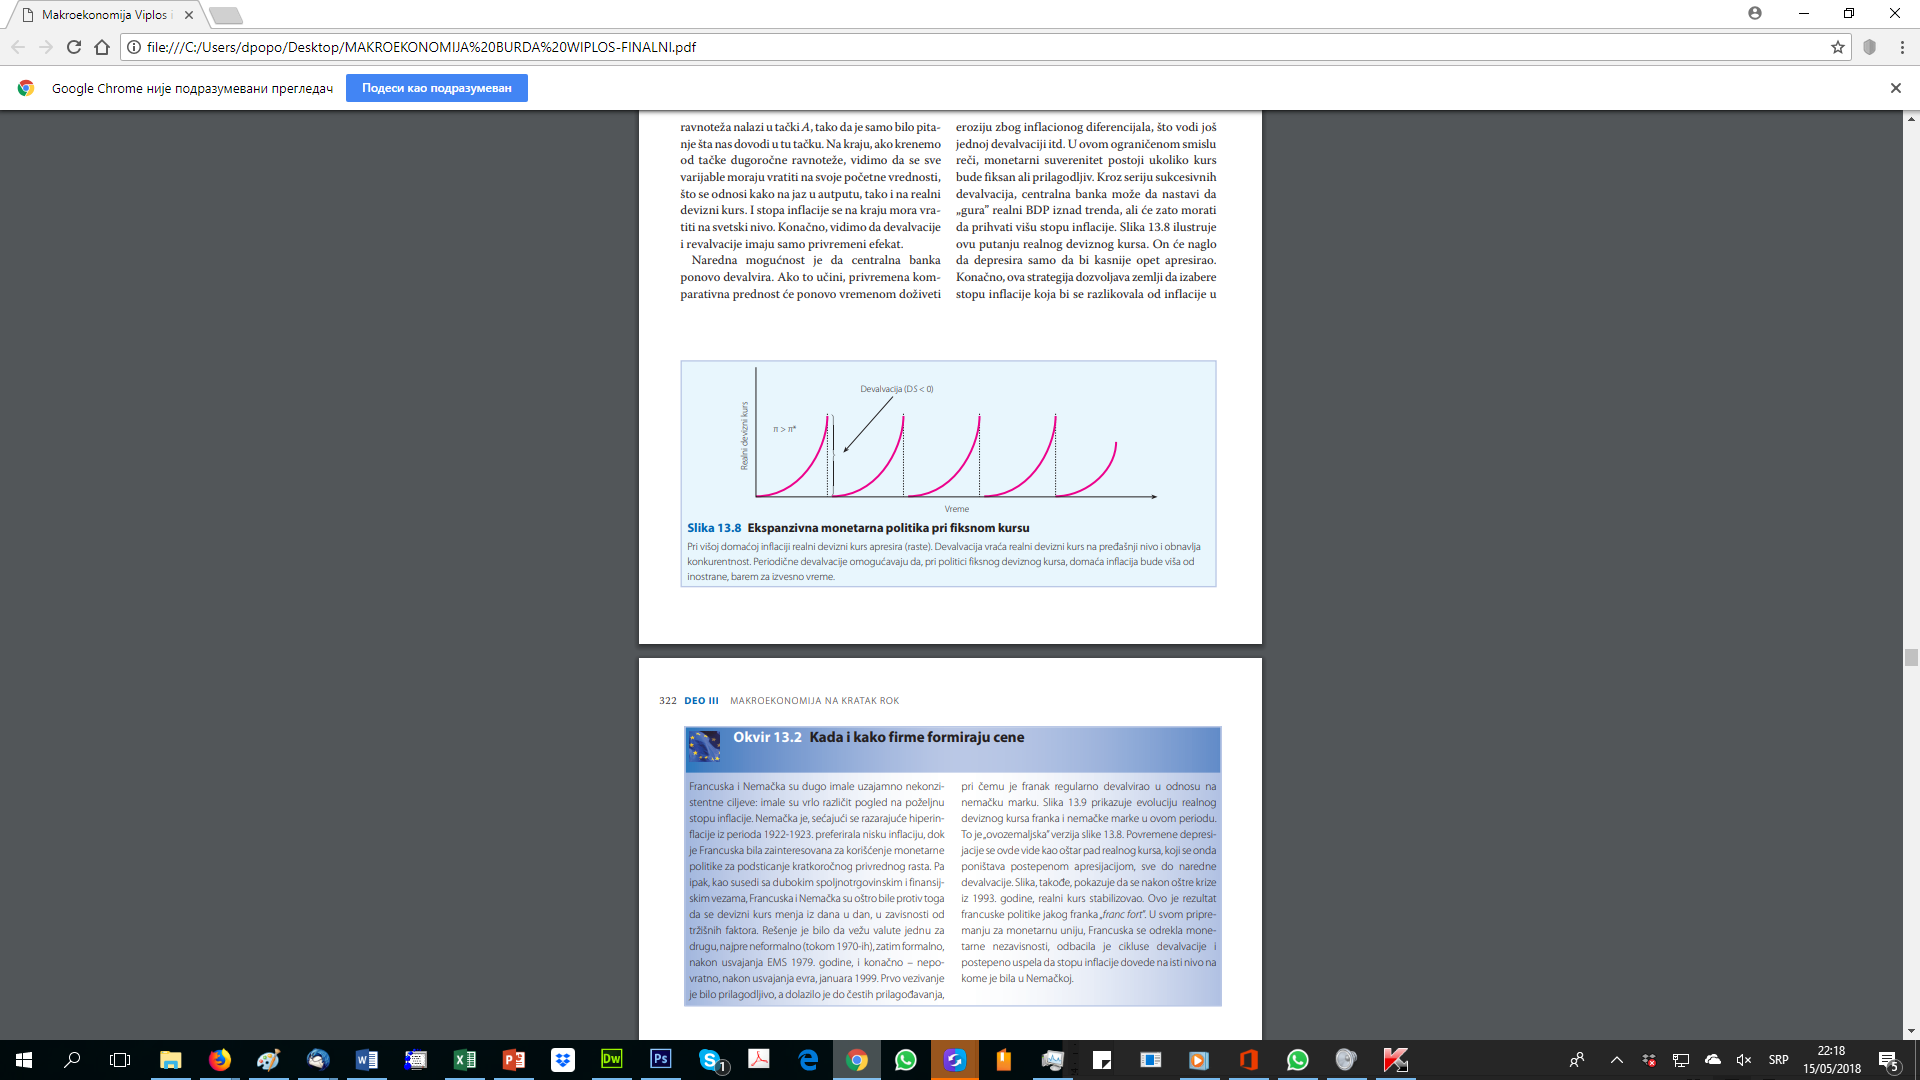 Makroekonomija Viplos i
file:///C:/Users/dpopo/Desktop/MAKROEKONOMIJA%20BURDA%20WIPLOS-FINALNI.pdf
Google Chrome није подразумевани прегледач
Подеси као подразумеван
ravnoteža nalazi u tački A, tako da je samo bilo pita-
nje šta nas dovodi u tu tačku. Na kraju, ako krenemo
od tačke dugoročne ravnoteže, vidimo da se sve
varijable moraju vratiti na svoje početne vrednosti,
što se odnosi kako na jaz u autputu, tako i na realni
devizni kurs. I stopa inflacije se na kraju mora vra-
titi na svetski nivo. Konačno, vidimo da devalvacije
i revalvacije imaju samo privremeni efekat.
Naredna mogućnost je da centralna banka
ponovo devalvira. Ako to učini, privremena kom-
parativna prednost će ponovo vremenom doživeti
eroziju zbog inflacionog diferencijala, što vodi još
jednoj devalvaciji itd. U ovom ograničenom smislu
reči, monetarni suverenitet postoji ukoliko kurs
bude fiksan ali prilagodljiv. Kroz seriju sukcesivnih
devalvacija, centralna banka može da nastavi da
„gura” realni BDP iznad trenda, ali će zato morati
da prihvati višu stopu inflacije. Slika 13.8 ilustruje
ovu putanju realnog deviznog kursa. On će naglo
da depresira samo da bi kasnije opet apresirao.
Konačno, ova strategija dozvoljava zemlji da izabere
stopu inflacije koja bi se razlikovala od inflacije u
Devalvacija (DS < 0)
π > π*
Realni devizni kurs
Vreme
Slika 13.8 Ekspanzivna monetarna politika pri fiksnom kursu
Pri višoj domaćoj inflaciji realni devizni kurs apresira (raste). Devalvacija vraća realni devizni kurs na pređašnji nivo i obnavlja
konkurentnost. Periodične devalvacije omogućavaju da, pri politici fiksnog deviznog kursa, domaća inflacija bude viša od
inostrane, barem za izvesno vreme.
322 DEO III MAKROEKONOMIJA NA KRATAK ROK
Okvir 13.2 Kada i kako firme formiraju cene
Francuska i Nemačka su dugo imale uzajamno nekonzi-
stentne ciljeve: imale su vrlo različit pogled na poželjnu
stopu inflacije. Nemačka je, sećajući se razarajuće hiperin-
flacije iz perioda 1922-1923. preferirala nisku inflaciju, dok
je Francuska bila zainteresovana za korišćenje monetarne
politike za podsticanje kratkoročnog privrednog rasta. Pa
ipak, kao susedi sa dubokim spoljnotrgovinskim i finansij-
skim vezama, Francuska i Nemačka su oštro bile protiv toga
da se devizni kurs menja iz dana u dan, u zavisnosti od
tržišnih faktora. Rešenje je bilo da vežu valute jednu za
drugu, najpre neformalno (tokom 1970-ih), zatim formalno,
nakon usvajanja EMS 1979. godine, i konačno – nepo-
vratno, nakon usvajanja evra, januara 1999. Prvo vezivanje
je bilo prilagodljivo, a dolazilo je do čestih prilagođavanja,
pri čemu je franak regularno devalvirao u odnosu na
nemačku marku. Slika 13.9 prikazuje evoluciju realnog
deviznog kursa franka i nemačke marke u ovom periodu.
To je „ovozemaljska” verzija slike 13.8. Povremene depresi-
jacije se ovde vide kao oštar pad realnog kursa, koji se onda
poništava postepenom apresijacijom, sve do naredne
devalvacije. Slika, takođe, pokazuje da se nakon oštre krize
iz 1993. godine, realni kurs stabilizovao. Ovo je rezultat
francuske politike jakog franka „franc fort”. U svom pripre-
manju za monetarnu uniju, Francuska se odrekla mone-
tarne nezavisnosti, odbacila je cikluse devalvacije i
postepeno uspela da stopu inflacije dovede na isti nivo na
kome je bila u Nemačkoj.
Dw
Ps
1
SRP
22:18
15/05/2018
5